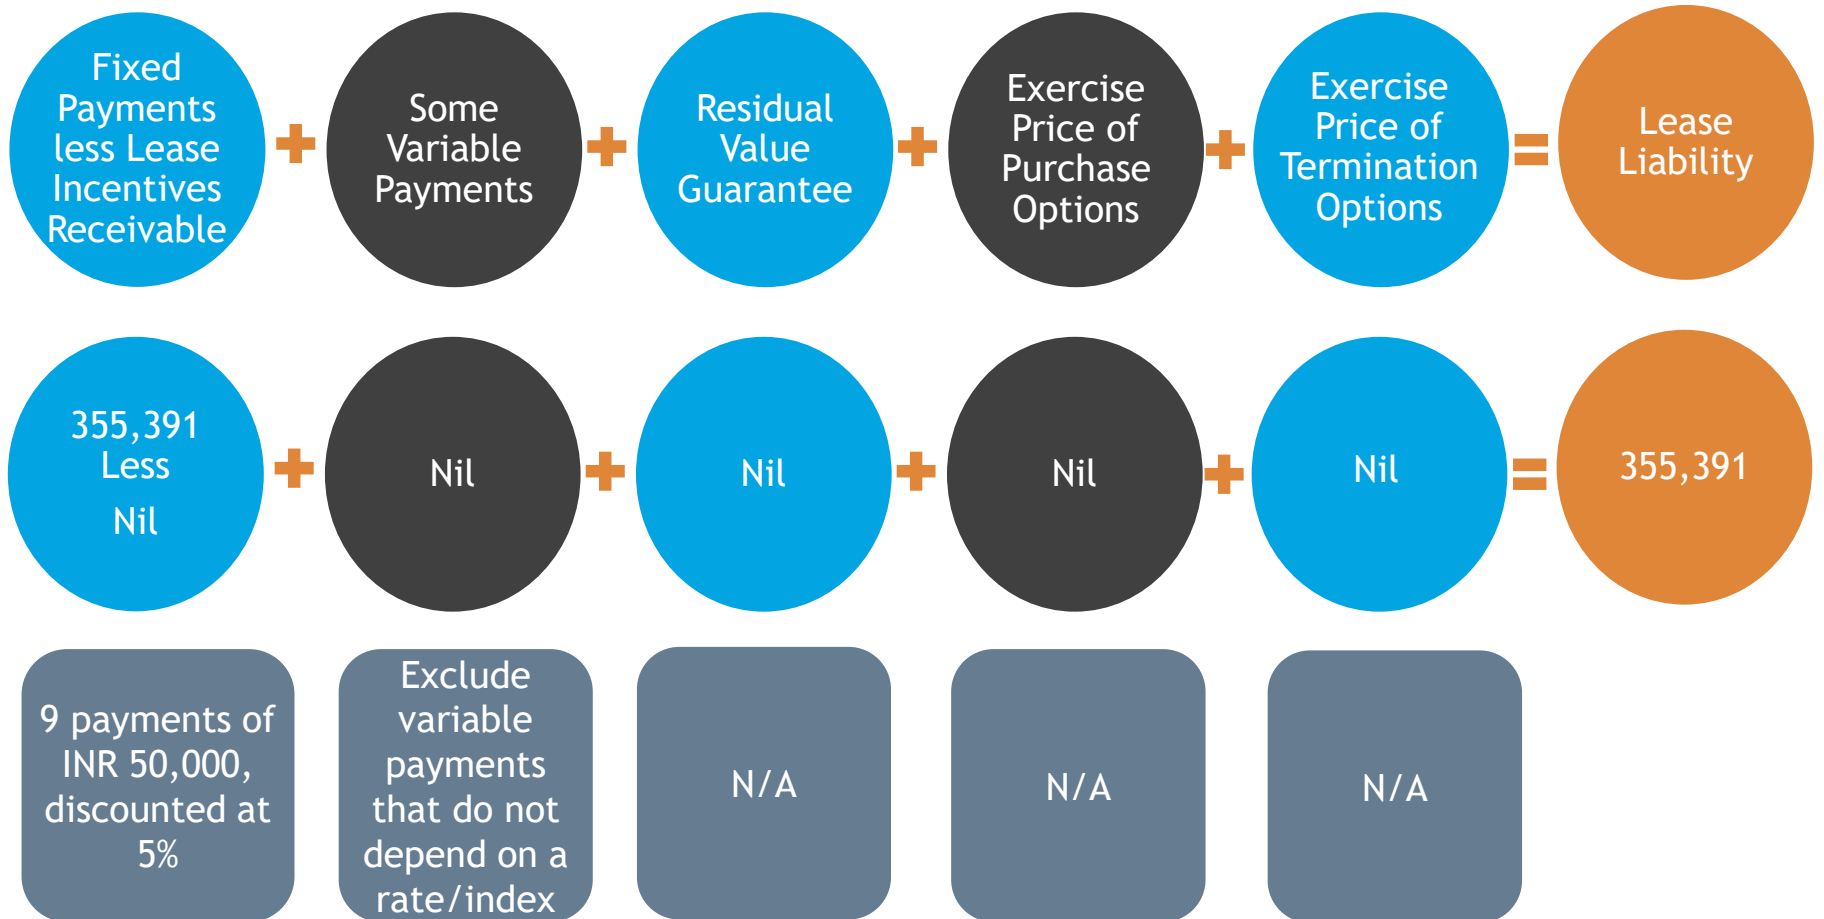 Fixed
Payments
less Lease
Incentives
Receivable
+
Some
Variable
Payments
+
Residual
Value
Guarantee
+
Exercise
Price of
Purchase
Options
+
Exercise
Price of
Termination
Options
=
Lease
Liability
355,391
Less
Nil
+
Nil
+
Nil
+
Nil
+
Nil
=
355,391
9 payments of
INR 50,000,
discounted at
5%
Exclude
variable
payments
that do not
depend on a
rate/index
N/A
N/A
N/A